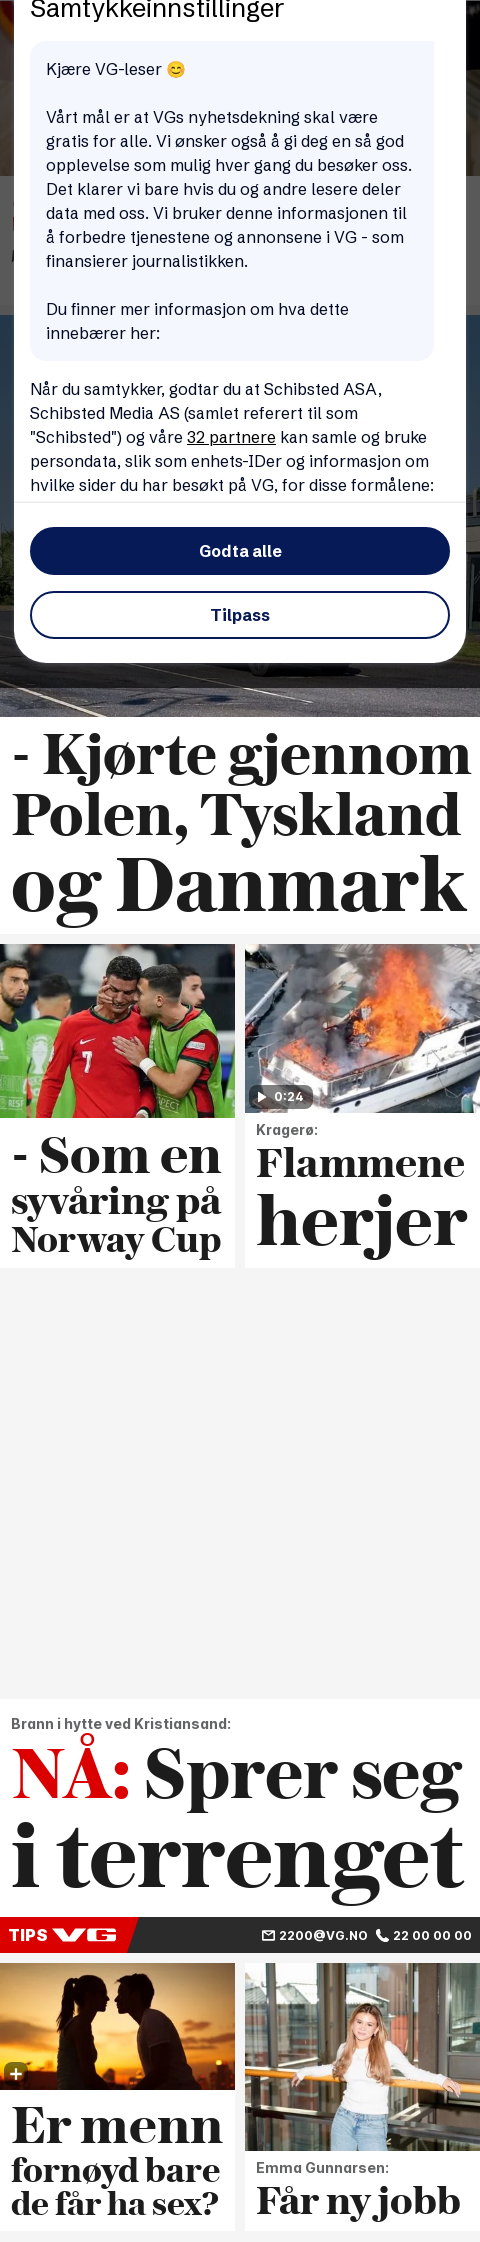 Samtykkeinnstillinger
Kjære VG-leser 😊
Vårt mål er at VGs nyhetsdekning skal være
gratis for alle. Vi ønsker også å gi deg en så god
opplevelse som mulig hver gang du besøker oss.
Det klarer vi bare hvis du og andre lesere deler
data med oss. Vi bruker denne informasjonen til
å forbedre tjenestene og annonsene i VG - som
finansierer journalistikken.
Du finner mer informasjon om hva dette
innebærer her:
Når du samtykker, godtar du at Schibsted ASA,
Schibsted Media AS (samlet referert til som
"Schibsted") og våre 32 partnere kan samle og bruke
persondata, slik som enhets-IDer og informasjon om
hvilke sider du har besøkt på VG, for disse formålene:
Godta alle
Tilpass
- Kjørte gjennom
Polen, Tyskland
og Danmark
7
RESPECT
- Som en
syvåring på
Norway Cup
0:24
Kragerø:
Flammene
herjer
Brann i hytte ved Kristiansand:
NÅ: Sprer seg
i terrenget
TIPS VG
2200@VG.NO 22 00 00 00
Er menn
fornøyd bare
de får ha sex?
Emma Gunnarsen:
Får ny jobb